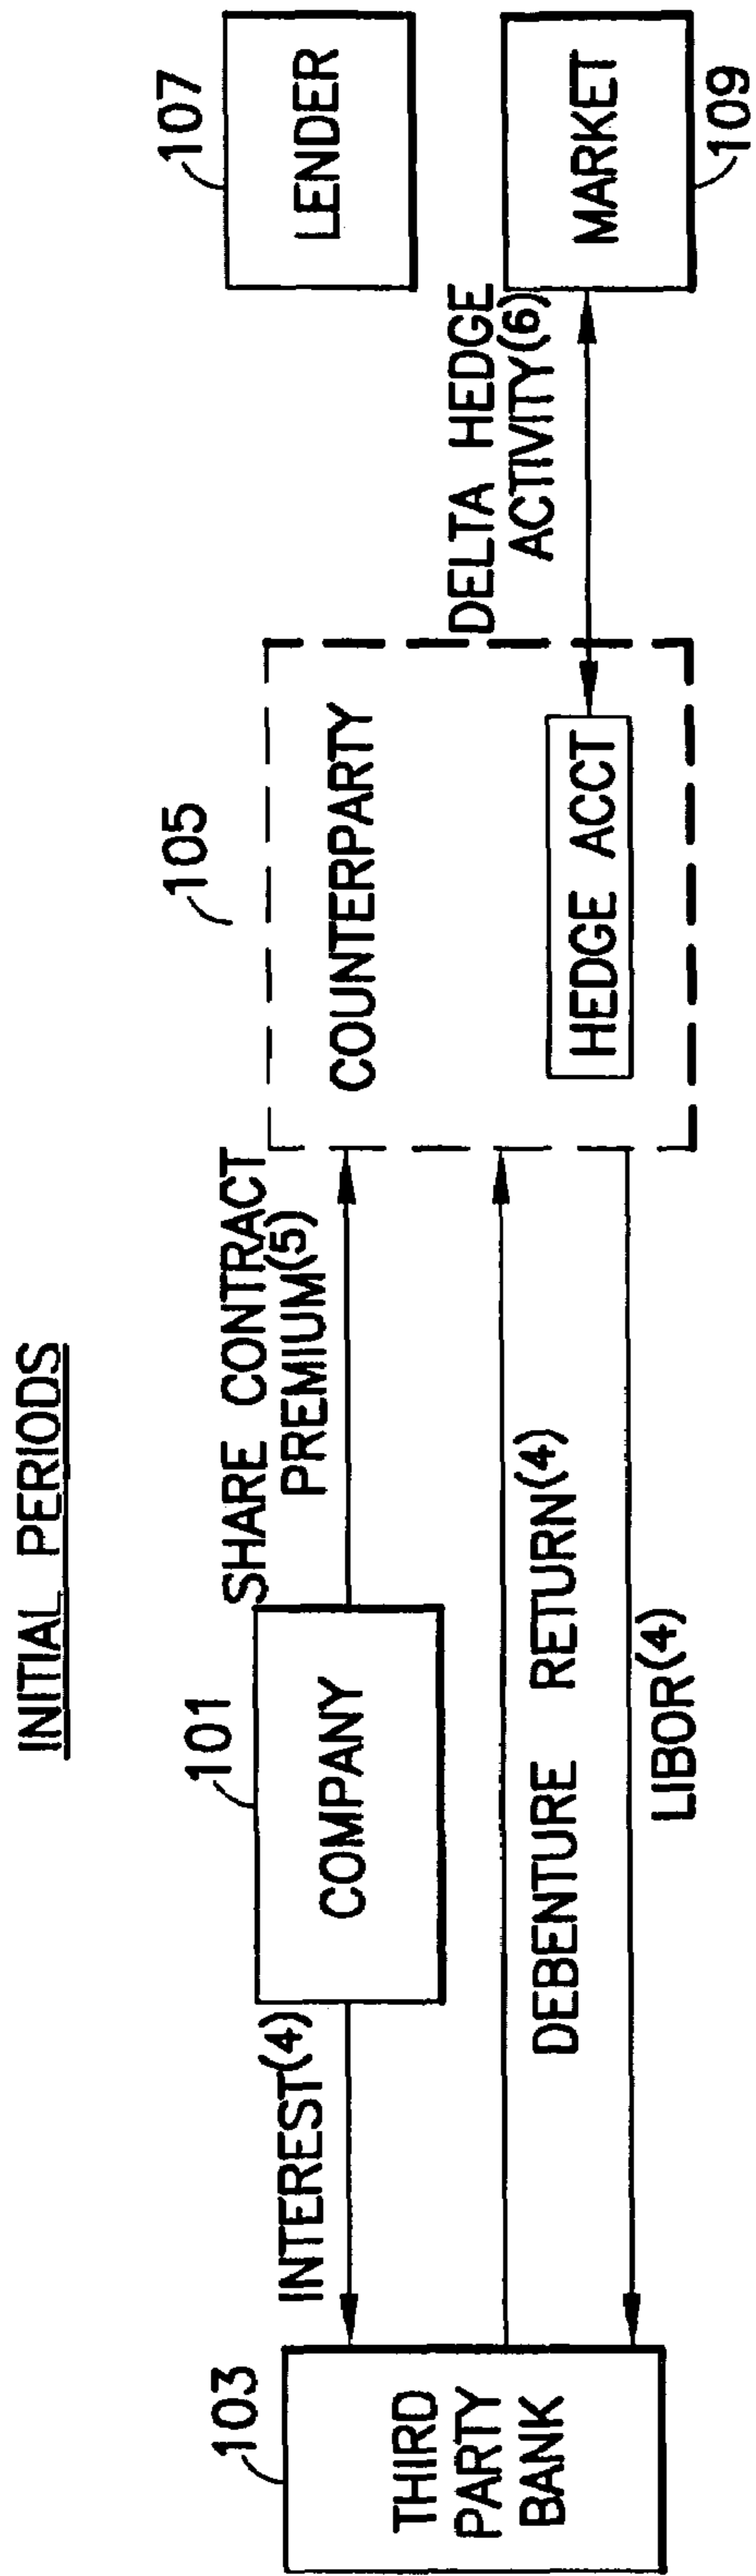 INITIAL PERIODS
103
THIRD
PARTY
BANK
INTEREST(4)
101
COMPANY
SHARE CONTRACT
PREMIUM(5)
DEBENTURE RETURN(4)
LIBOR(4)
105
COUNTERPARTY
HEDGE ACCT
DELTA HEDGE
ACTIVITY(6)
107
LENDER
MARKET
109